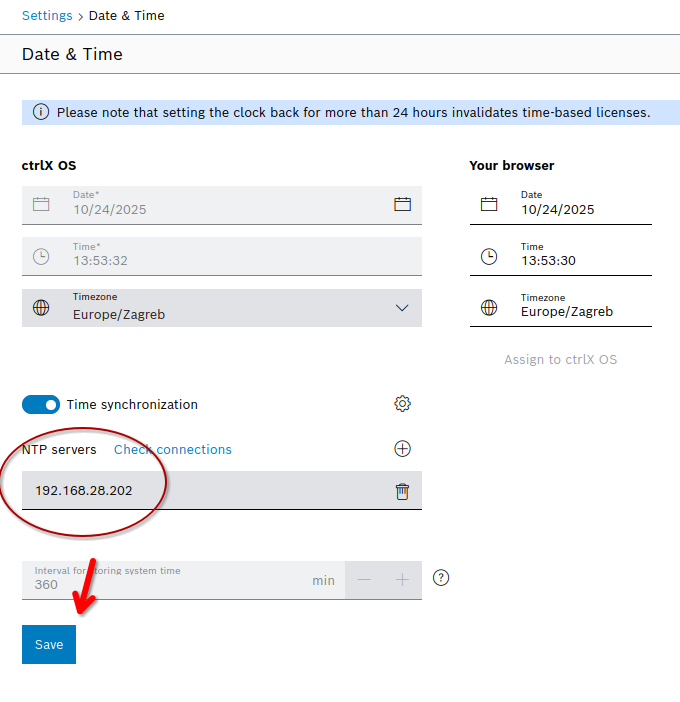 Settings > Date & Time
Date & Time
Please note that setting the clock back for more than 24 hours invalidates time-based licenses.
ctrlX OS
Date*
10/24/2025
Time*
13:53:32
Timezone
Europe/Zagreb
Your browser
Date
10/24/2025
Time
13:53:30
Timezone
Europe/Zagreb
Assign to ctrlX OS
Time synchronization
NTP servers Check connections
192.168.28.202
Interval for storing system time
360 min
Save